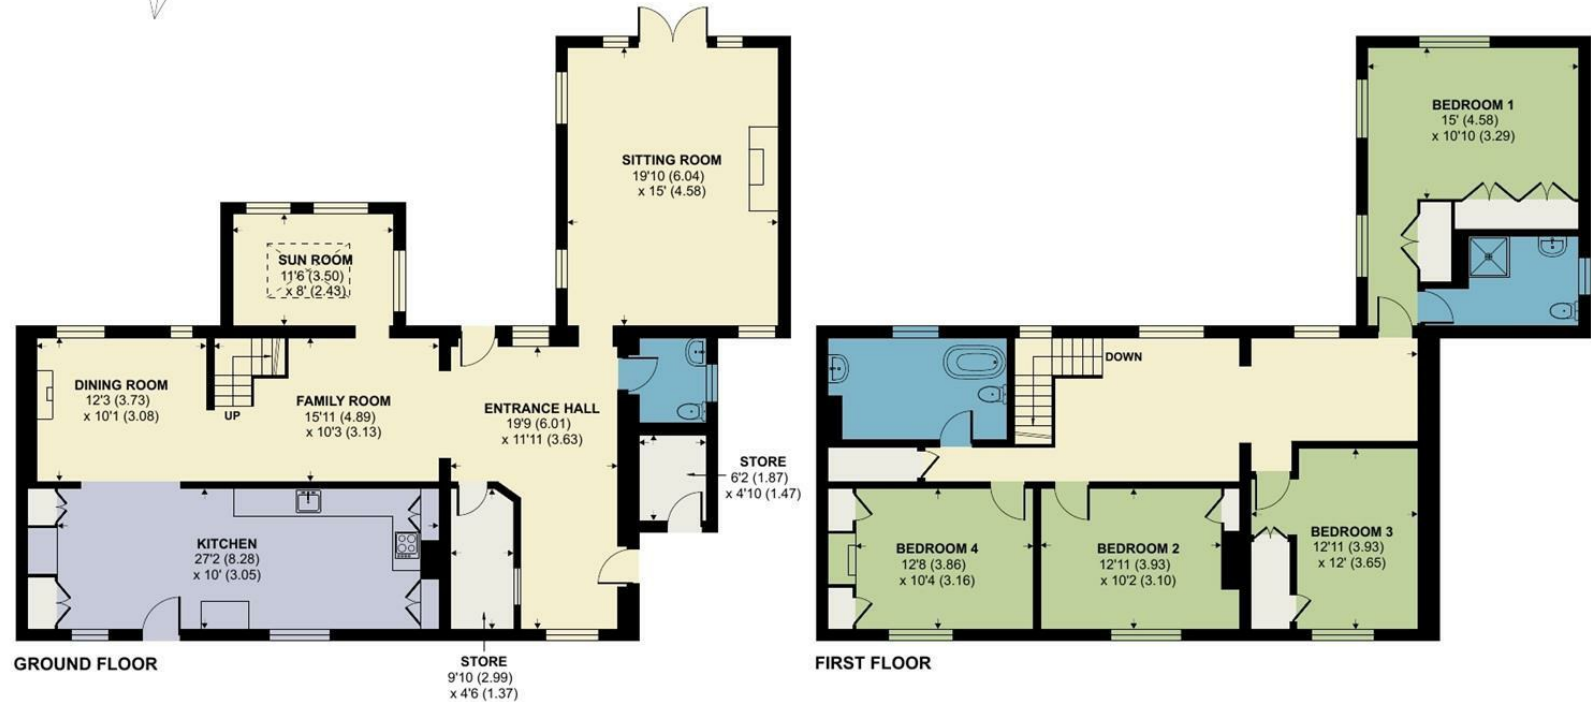 SITTING ROOM
19'10 (6.04)
x 15' (4.58)
SUN ROOM
11'6 (3.50)
x 8' (2.43)
DINING ROOM
12'3 (3.73)
x 10'1 (3.08)
UP
FAMILY ROOM
15'11 (4.89)
x 10'3 (3.13)
ENTRANCE HALL
19'9 (6.01)
x 11'11 (3.63)
STORE
6'2 (1.87)
x 4'10 (1.47)
KITCHEN
27'2 (8.28)
x 10' (3.05)
STORE
9'10 (2.99)
x 4'6 (1.37)
GROUND FLOOR
BEDROOM 1
15' (4.58)
x 10'10 (3.29)
DOWN
BEDROOM 4
12'8 (3.86)
x 10'4 (3.16)
BEDROOM 2
12'11 (3.93)
x 10'2 (3.10)
BEDROOM 3
12'11 (3.93)
x 12' (3.65)
FIRST FLOOR